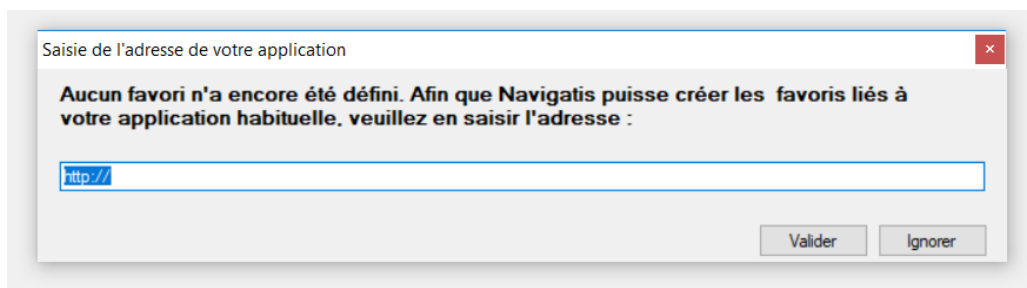 Saisie de l'adresse de votre application
Aucun favori n'a encore été défini. Afin que Navigatis puisse créer les  favoris liés à
votre application habituelle, veuillez en saisir l'adresse :
http://
Valider
Ignorer